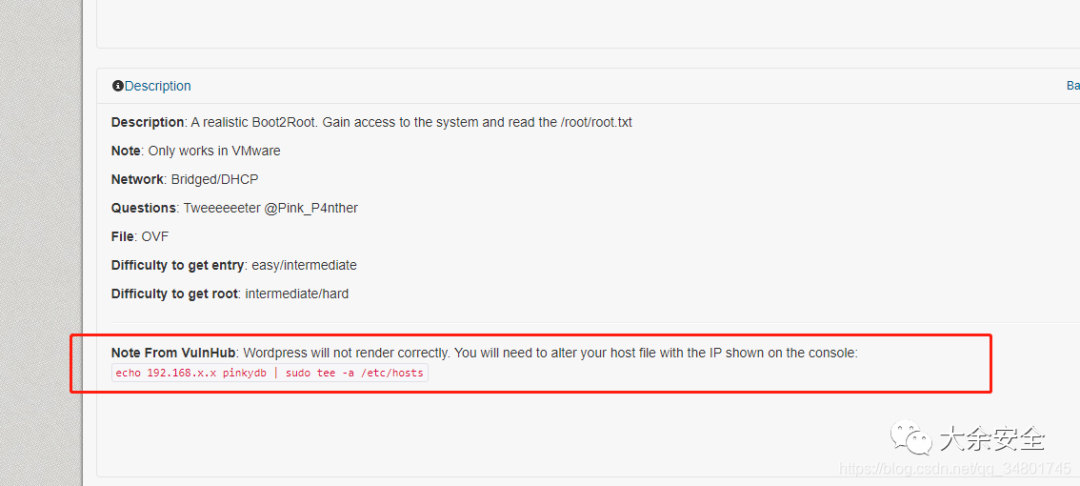 Description
Ba
Description: A realistic Boot2Root. Gain access to the system and read the /root/root.txt
Note: Only works in VMware
Network: Bridged/DHCP
Questions: Tweeeeeeter @Pink_P4nther
File: OVF
Difficulty to get entry: easy/intermediate
Difficulty to get root: intermediate/hard
Note From VulnHub: Wordpress will not render correctly. You will need to alter your host file with the IP shown on the console:
echo 192.168.x.x pinkydb | sudo tee -a /etc/hosts
大余安全
https://blog.csdn.net/qq_34801745